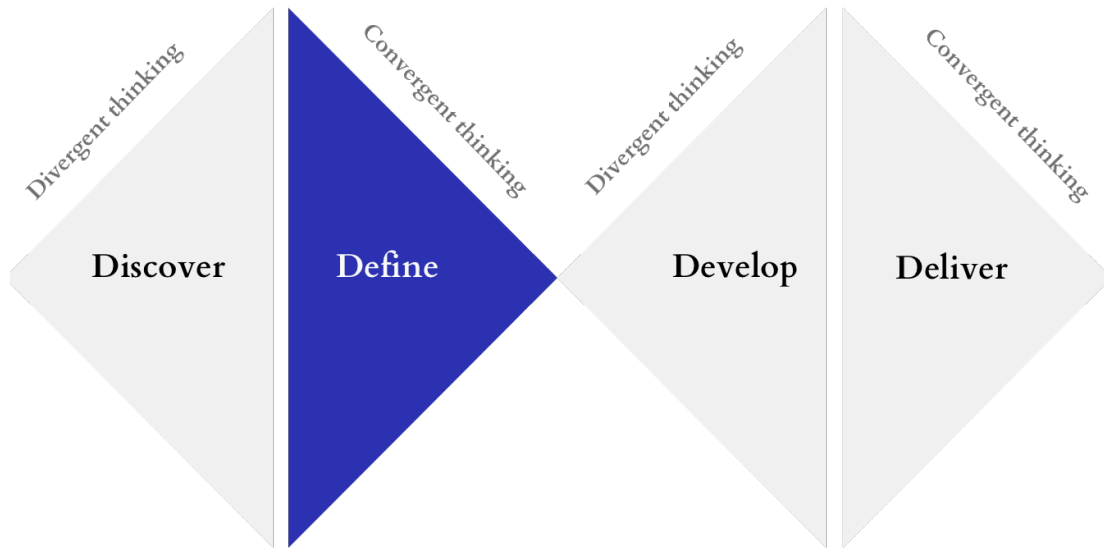 Divergent thinking
Convergent thinking
Divergent thinking
Convergent thinking
Discover
Define
Develop
Deliver